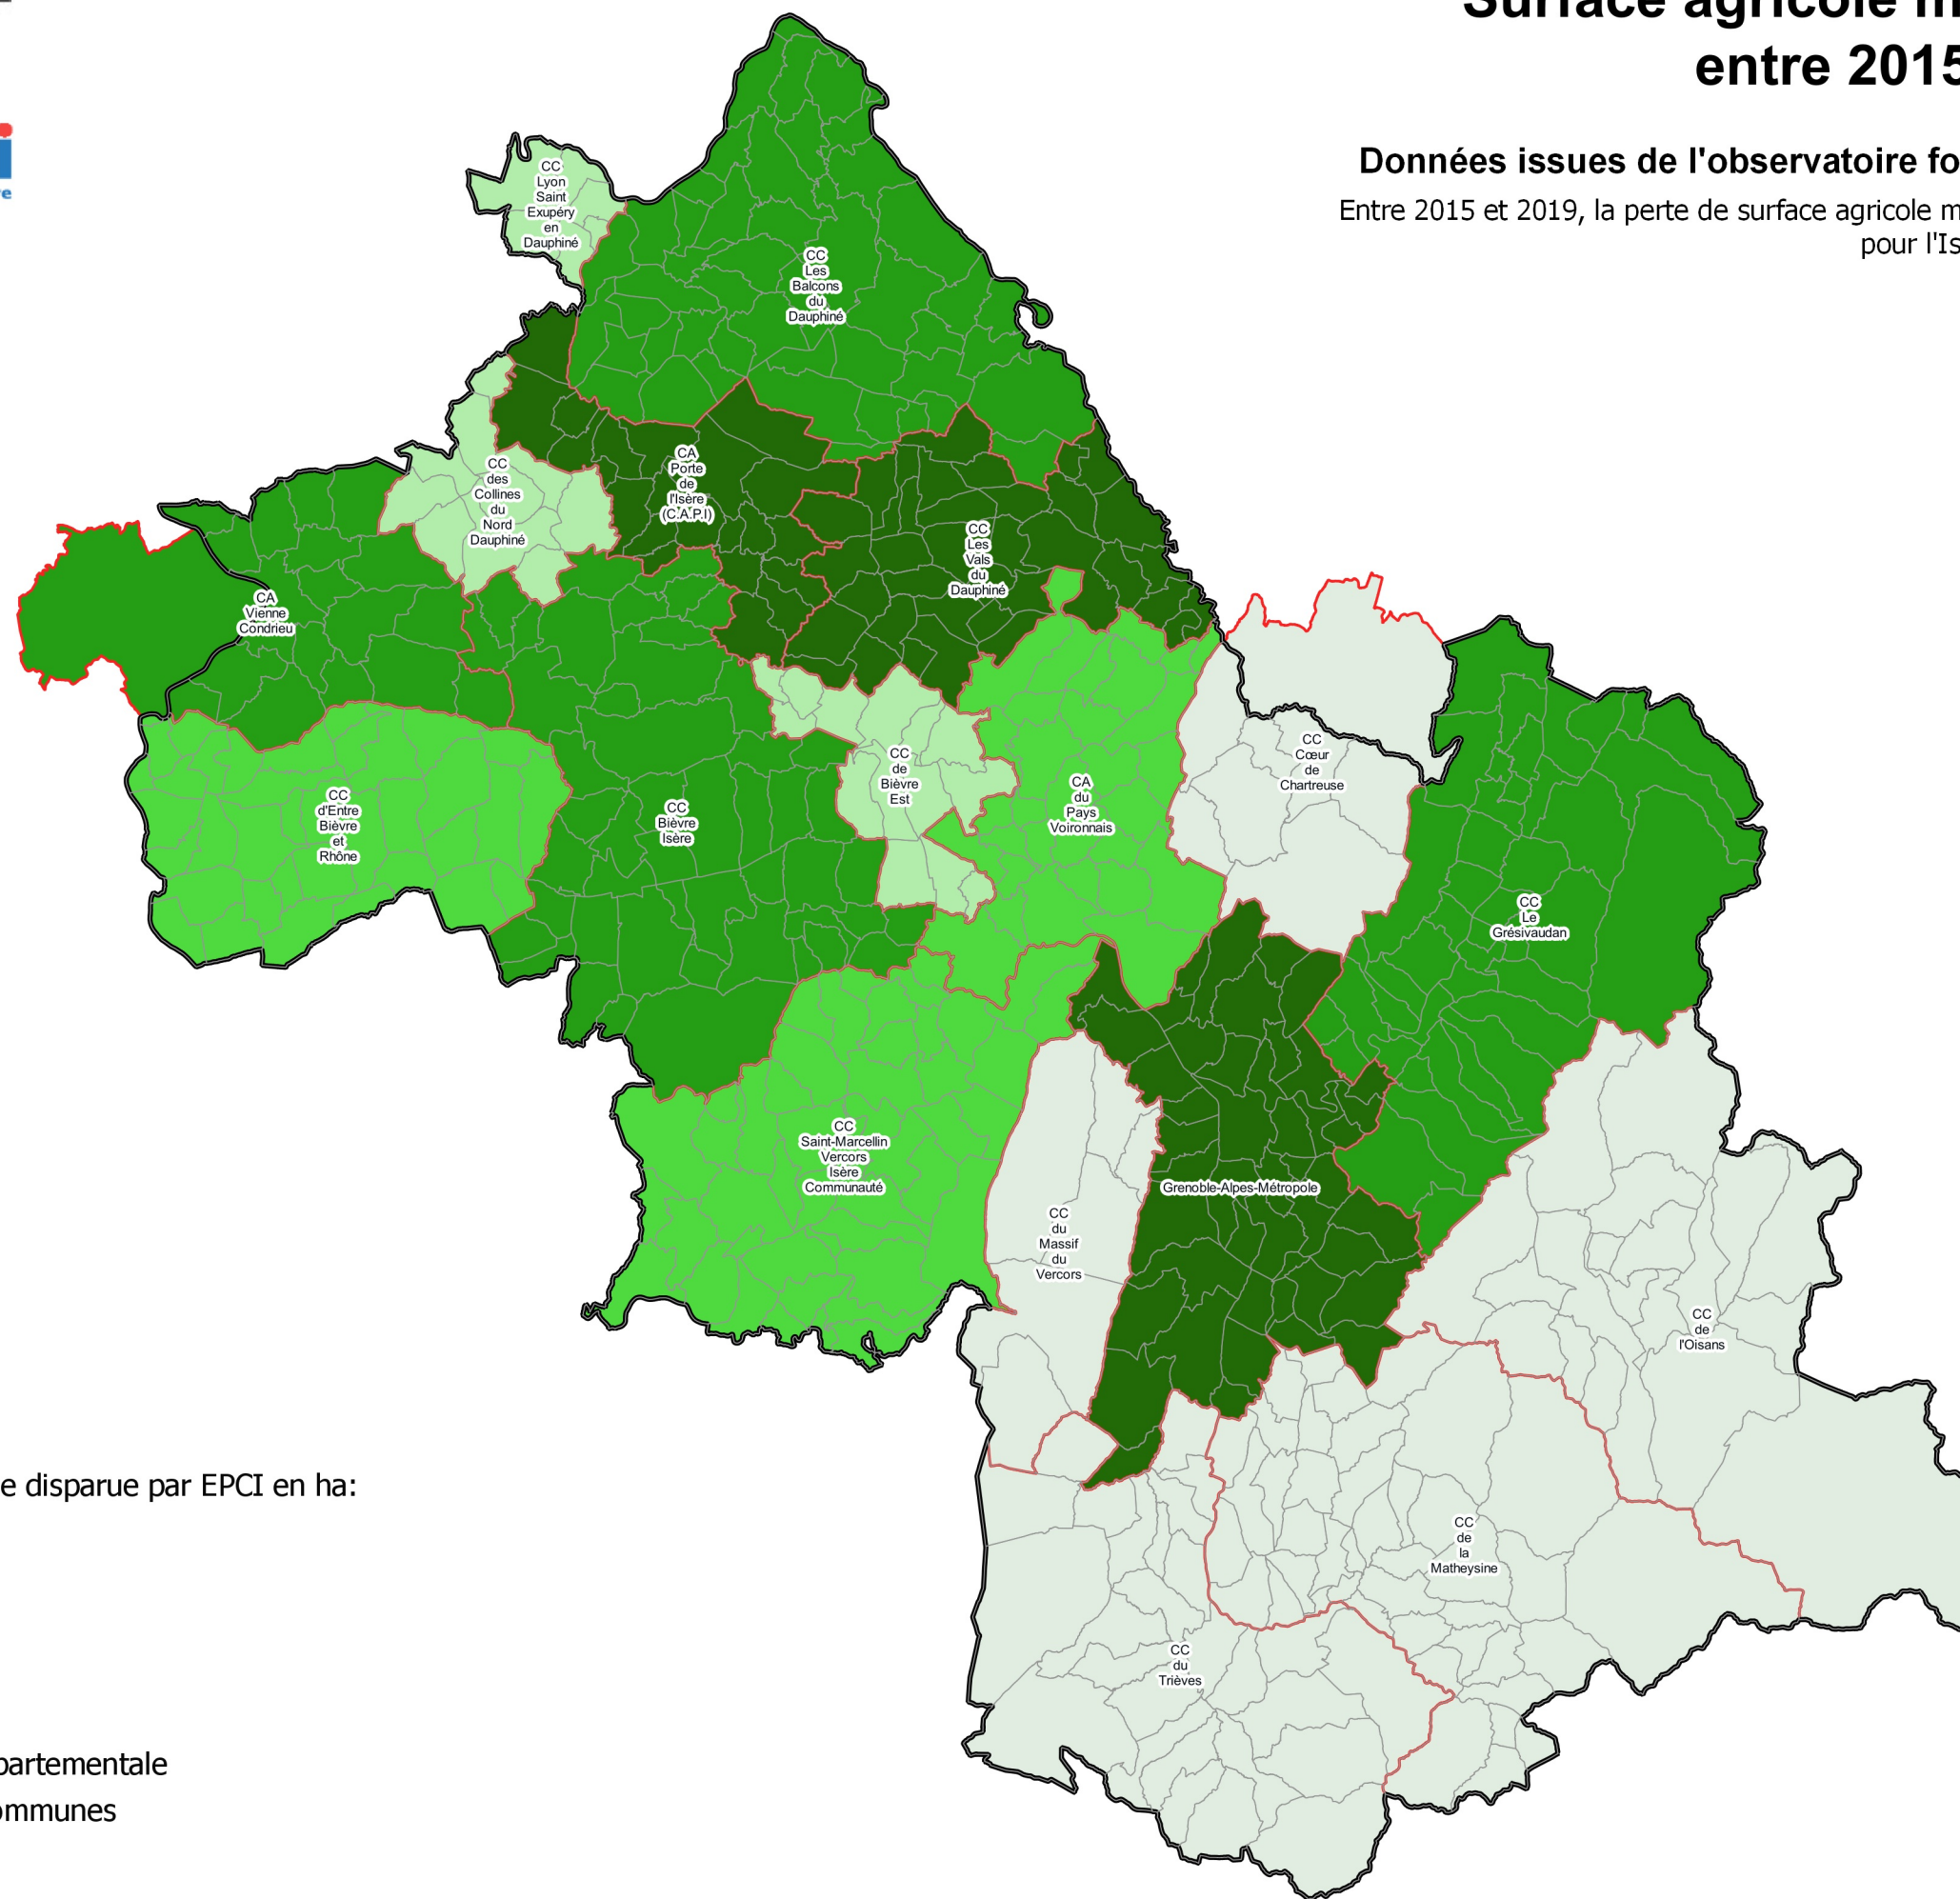 Surface agricole m
entre 2015
Données issues de l'observatoire fo
Entre 2015 et 2019, la perte de surface agricole m
pour l'Is
CC
Lyon
Saint
Exupéry
en
Dauphiné
CC
Les
Balcons
du
Dauphiné
CC
des
Collines
du
Nord
Dauphiné
CA
Porte
de
l'Isère
(C.A.P.I)
CC
Les
Vals
du
Dauphiné
CA
Vienne
Condrieu
CC
d'Entre
Bièvre
et
Rhône
CC
Bièvre
Isère
CC
de
Bièvre
Est
CA
du
Pays
Voironnais
CC
Cœur
de
Chartreuse
CC
Le
Grésivaudan
CC
Saint-Marcellin
Vercors
Isère
Communauté
Grenoble-Alpes-Métropole
CC
du
Massif
du
Vercors
CC
de
l'Oisans
CC
de
la
Matheysine
CC
du
Trièves
e disparue par EPCI en ha:
partementale
ommunes